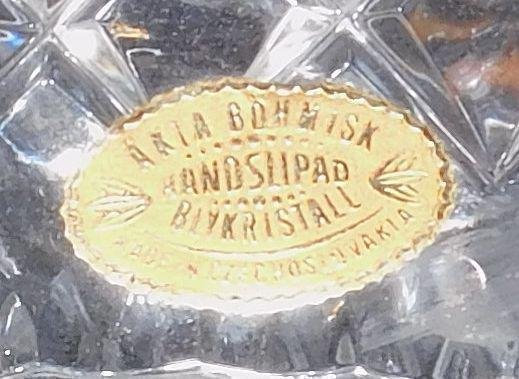 ÄKTA BÖHMISK
HANDSLIPAD
BLYKRISTALL
MADE IN CZECHOSLOVAKIA